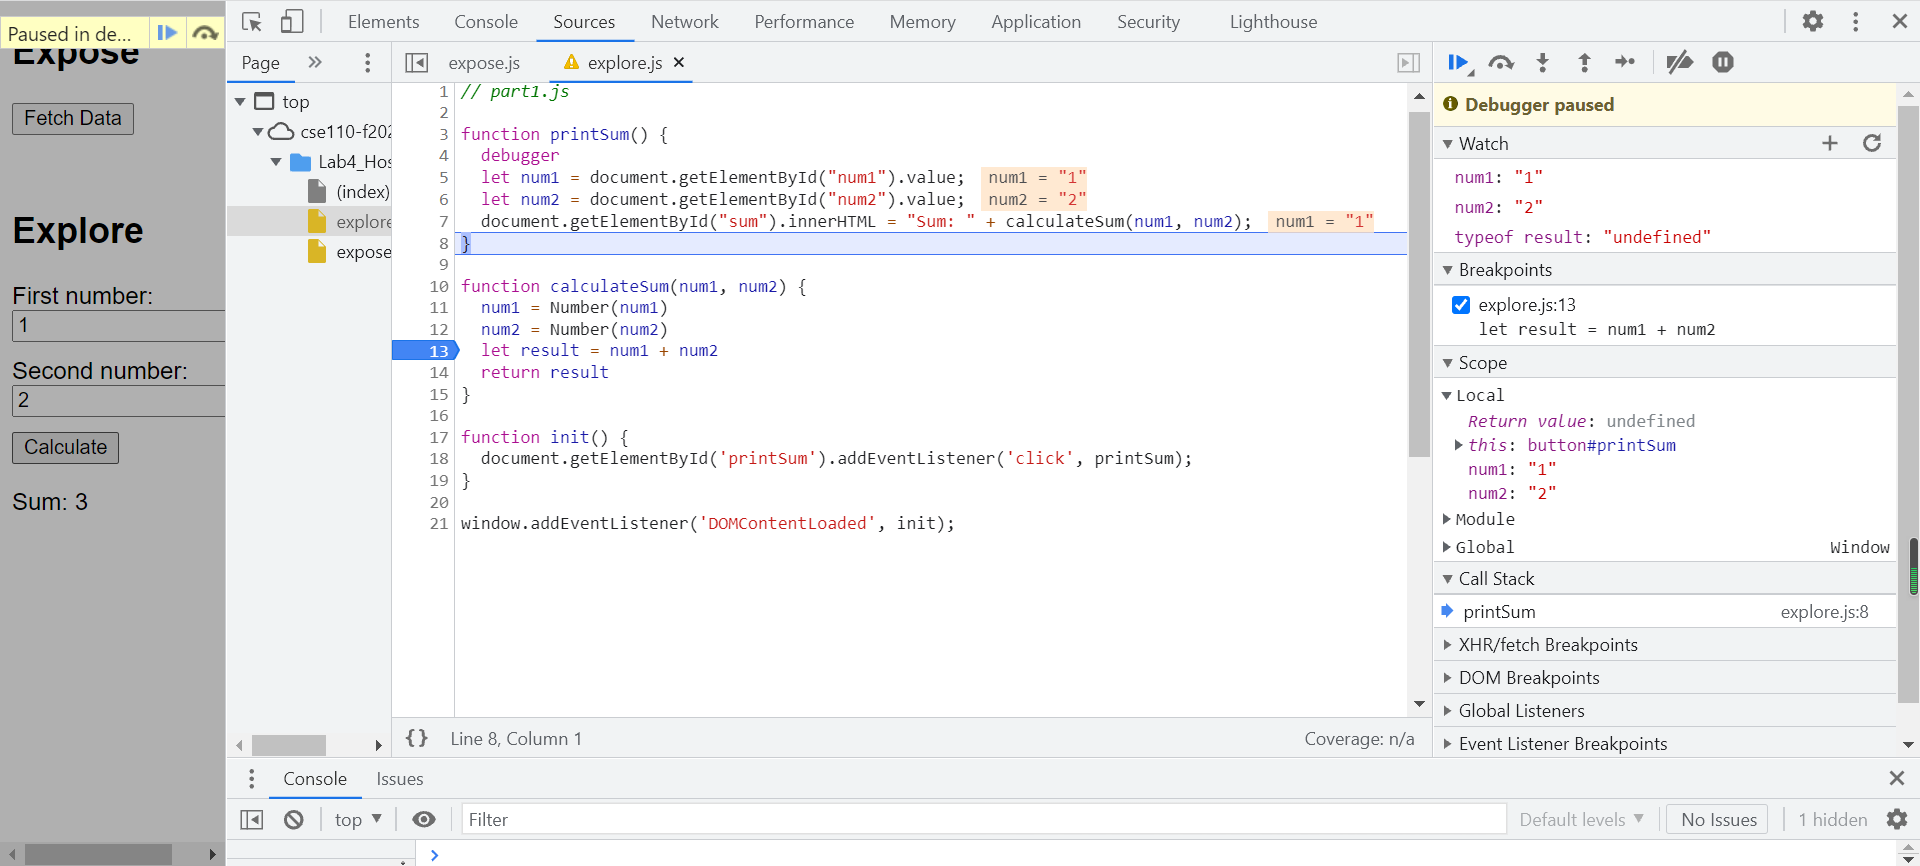 Paused in de...
Expose
Fetch Data
Explore
First number:
1
Second number:
2
Calculate
Sum: 3
Elements Console Sources Network Performance Memory Application Security Lighthouse
Page »
top
cse110-f202
Lab4_Hos
(index)
explore
expose
expose.js explore.js ×
1 // part1.js
2
3 function printSum() {
4 debugger
5 let num1 = document.getElementById("num1").value; num1 = "1"
6 let num2 = document.getElementById("num2").value; num2 = "2"
7 document.getElementById("sum").innerHTML = "Sum: " + calculateSum(num1, num2); num1 = "1"
8 }
9
10 function calculateSum(num1, num2) {
11 num1 = Number(num1)
12 num2 = Number(num2)
13 let result = num1 + num2
14 return result
15 }
16
17 function init() {
18 document.getElementById('printSum').addEventListener('click', printSum);
19 }
20
21 window.addEventListener('DOMContentLoaded', init);
{} Line 8, Column 1 Coverage: n/a
Debugger paused
Watch
num1: "1"
num2: "2"
typeof result: "undefined"
Breakpoints
explore.js:13
let result = num1 + num2
Scope
Local
Return value: undefined
this: button#printSum
num1: "1"
num2: "2"
Module
Global Window
Call Stack
printSum explore.js:8
XHR/fetch Breakpoints
DOM Breakpoints
Global Listeners
Event Listener Breakpoints
Console Issues
top Filter Default levels No Issues 1 hidden